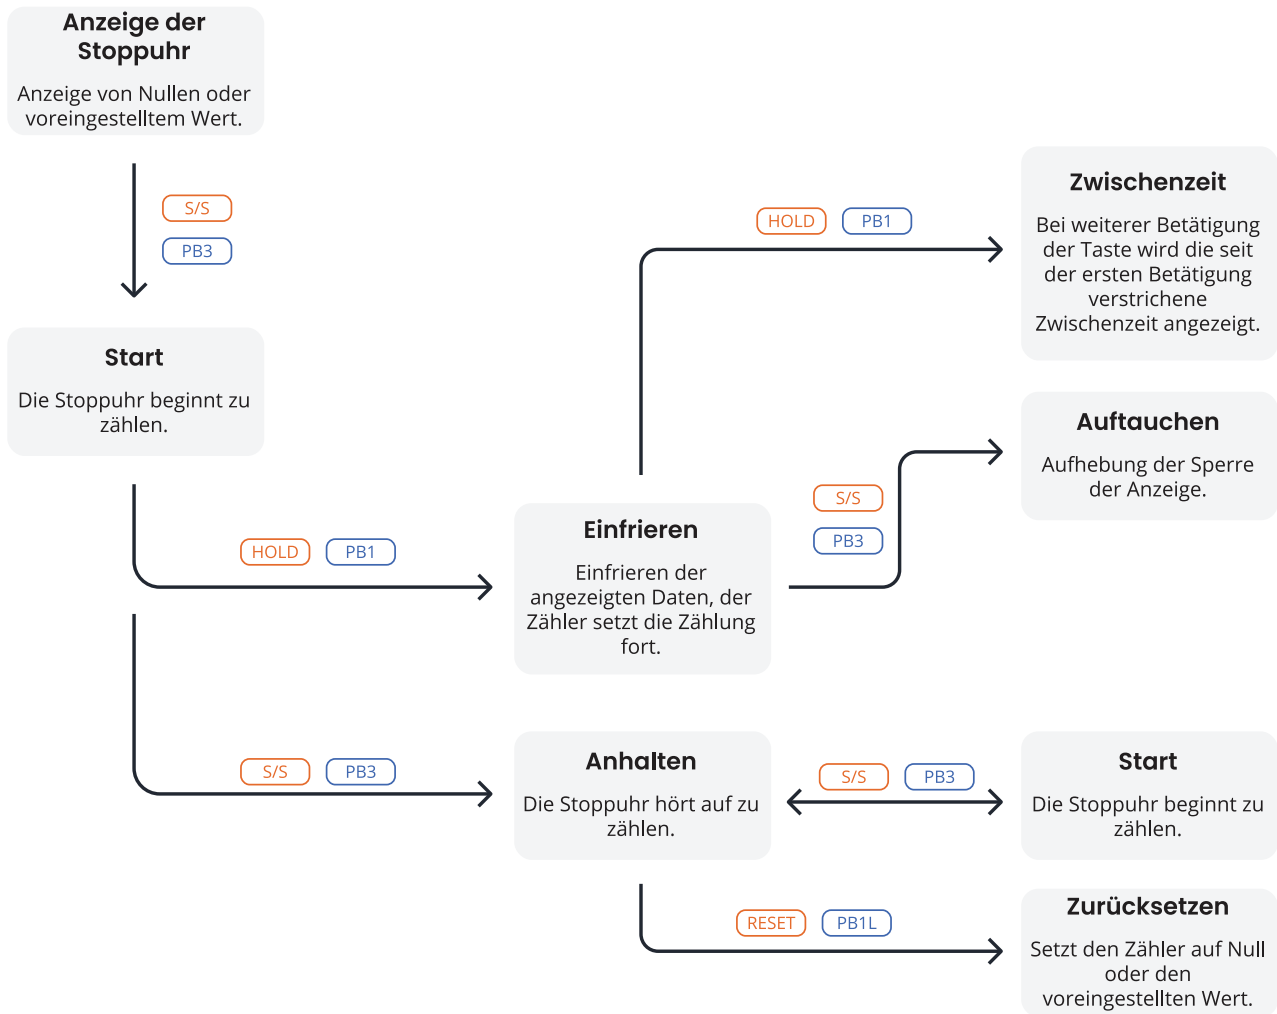 Anzeige der
Stoppuhr
Anzeige von Nullen oder
voreingestelltem Wert.
S/S
PB3
Start
Die Stoppuhr beginnt zu
zählen.
HOLD PB1
Zwischenzeit
Bei weiterer Betätigung
der Taste wird die seit
der ersten Betätigung
verstrichene
Zwischenzeit angezeigt.
Auftauchen
Aufhebung der Sperre
der Anzeige.
S/S
PB3
HOLD PB1
Einfrieren
Einfrieren der
angezeigten Daten, der
Zähler setzt die Zählung
fort.
S/S PB3
Anhalten
Die Stoppuhr hört auf zu
zählen.
S/S PB3
Start
Die Stoppuhr beginnt zu
zählen.
RESET PB1L
Zurücksetzen
Setzt den Zähler auf Null
oder den
voreingestellten Wert.